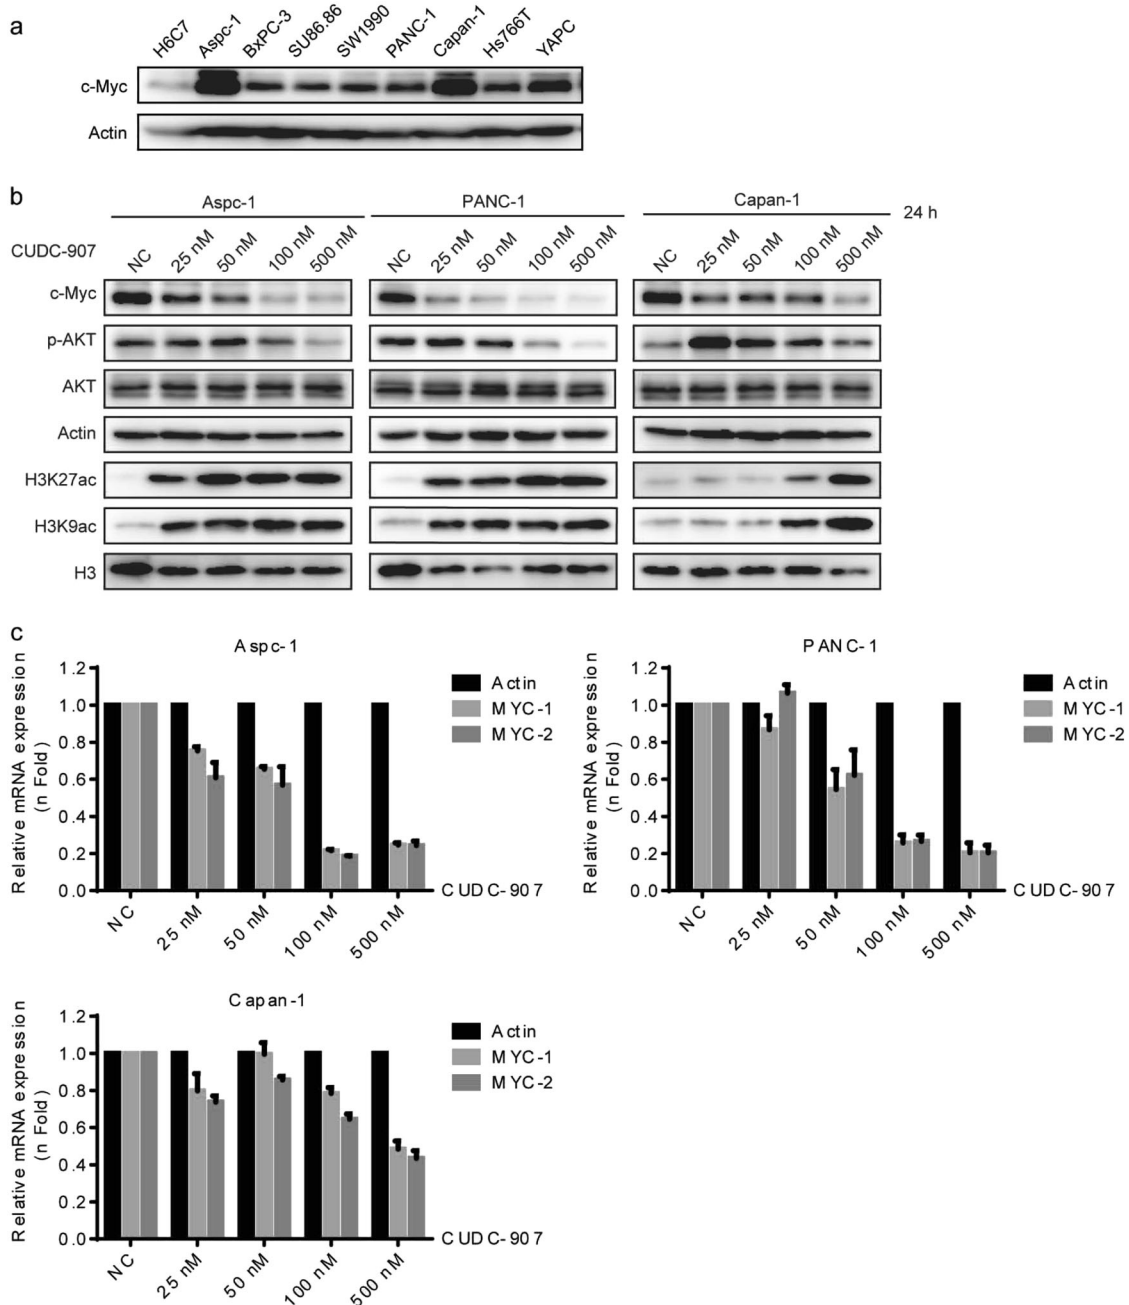 a
H6C7 Aspc-1 BxPC-3 SU86.86 SW1990 PANC-1 Capan-1 Hs766T YAPC
c-Myc
Actin
b
Aspc-1 PANC-1 Capan-1 24 h
CUDC-907 NC 25 nM 50 nM 100 nM 500 nM NC 25 nM 50 nM 100 nM 500 nM NC 25 nM 50 nM 100 nM 500 nM
c-Myc
p-AKT
AKT
Actin
H3K27ac
H3K9ac
H3
c
Aspc-1
Relative mRNA expression
(n Fold)
1.2
1.0
0.8
0.6
0.4
0.2
0.0
Actin
MYC-1
MYC-2
CUDC-907
NC 25 nM 50 nM 100 nM 500 nM
PANC-1
Relative mRNA expression
(n Fold)
1.2
1.0
0.8
0.6
0.4
0.2
0.0
Actin
MYC-1
MYC-2
CUDC-907
NC 25 nM 50 nM 100 nM 500 nM
Capan-1
Relative mRNA expression
(n Fold)
1.2
1.0
0.8
0.6
0.4
0.2
0.0
Actin
MYC-1
MYC-2
CUDC-907
NC 25 nM 50 nM 100 nM 500 nM